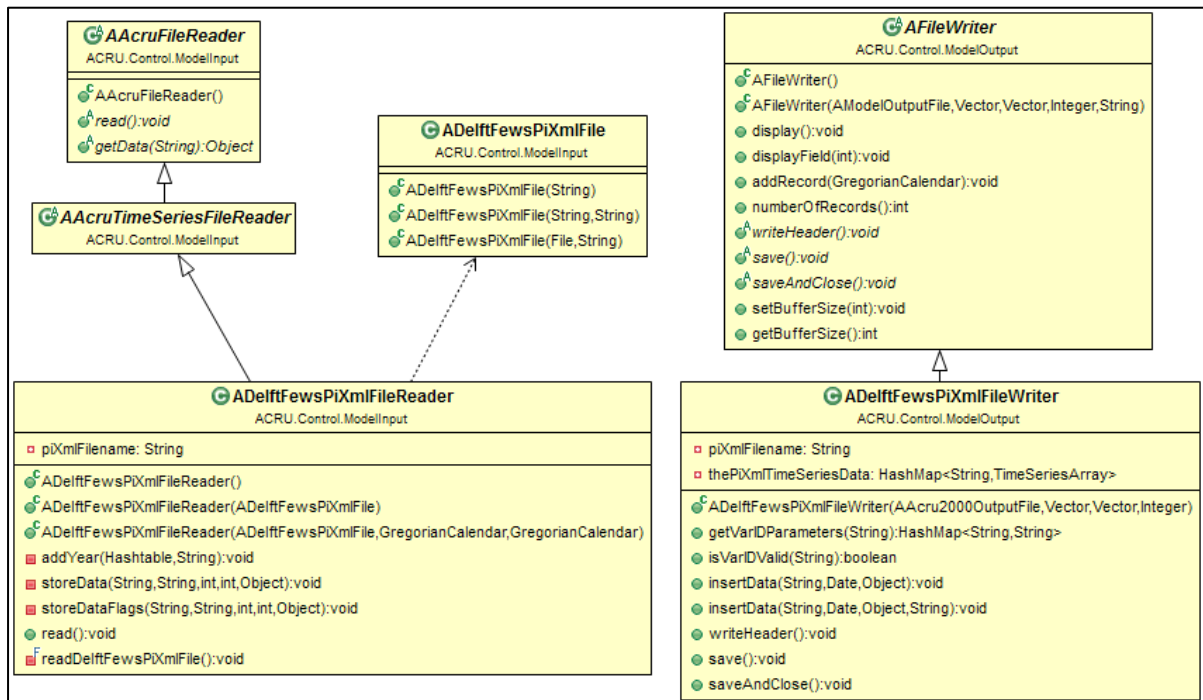 AAcruFileReader
ACRU.Control.ModelInput
AAcruFileReader()
read():void
getData(String):Object
AAcruTimeSeriesFileReader
ACRU.Control.ModelInput
ADelftFewsPiXmlFile
ACRU.Control.ModelInput
ADelftFewsPiXmlFile(String)
ADelftFewsPiXmlFile(String,String)
ADelftFewsPiXmlFile(File,String)
AFileWriter
ACRU.Control.ModelOutput
AFileWriter()
AFileWriter(AModelOutputFile,Vector,Vector,Integer,String)
display():void
displayField(int):void
addRecord(GregorianCalendar):void
numberOfRecords():int
writeHeader():void
save():void
saveAndClose():void
setBufferSize(int):void
getBufferSize():int
ADelftFewsPiXmlFileReader
ACRU.Control.ModelInput
piXmlFilename: String
ADelftFewsPiXmlFileReader()
ADelftFewsPiXmlFileReader(ADelftFewsPiXmlFile)
ADelftFewsPiXmlFileReader(ADelftFewsPiXmlFile,GregorianCalendar,GregorianCalendar)
addYear(Hashtable,String):void
storeData(String,String,int,int,Object):void
storeDataFlags(String,String,int,int,Object):void
read():void
readDelftFewsPiXmlFile():void
ADelftFewsPiXmlFileWriter
ACRU.Control.ModelOutput
piXmlFilename: String
thePiXmlTimeSeriesData: HashMap<String,TimeSeriesArray>
ADelftFewsPiXmlFileWriter(AAcru2000OutputFile,Vector,Vector,Integer)
getVarIDParameters(String):HashMap<String,String>
isVarIDValid(String):boolean
insertData(String,Date,Object):void
insertData(String,Date,Object,String):void
writeHeader():void
save():void
saveAndClose():void